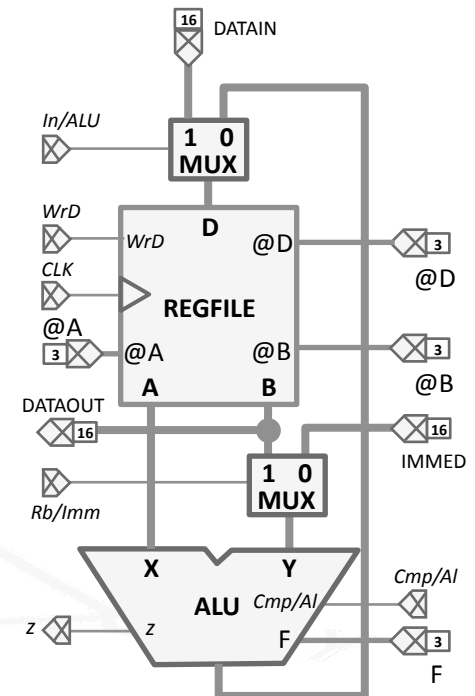 16
DATAIN
In/ALU
1 0
MUX
WrD
D
WrD
@D
3
@D
CLK
REGFILE
@A
3
@A
@B
3
@B
A B
DATAOUT
16
16
IMMED
1 0
MUX
Rb/Imm
X Y
Cmp/Al
ALU
Cmp/Al
z
z
F
3
F